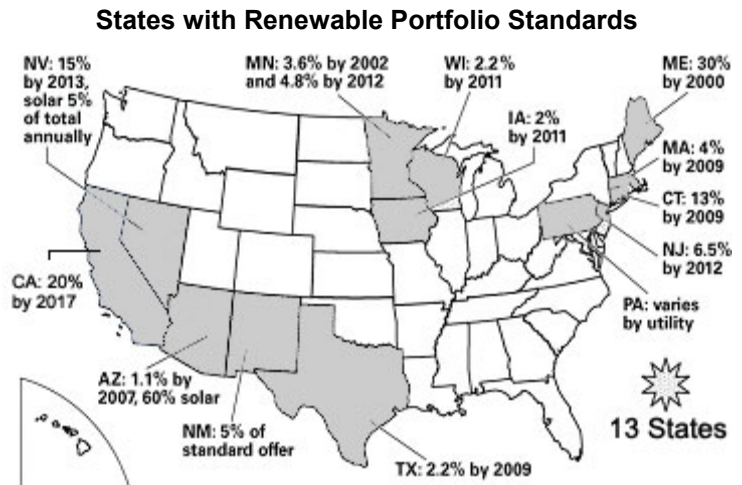 States with Renewable Portfolio Standards
NV: 15%
by 2013,
solar 5%
of total
annually
MN: 3.6% by 2002
and 4.8% by 2012
WI: 2.2%
by 2011
ME: 30%
by 2000
IA: 2%
by 2011
MA: 4%
by 2009
CT: 13%
by 2009
NJ: 6.5%
by 2012
CA: 20%
by 2017
PA: varies
by utility
AZ: 1.1% by
2007, 60% solar
NM: 5% of
standard offer
TX: 2.2% by 2009
13 States